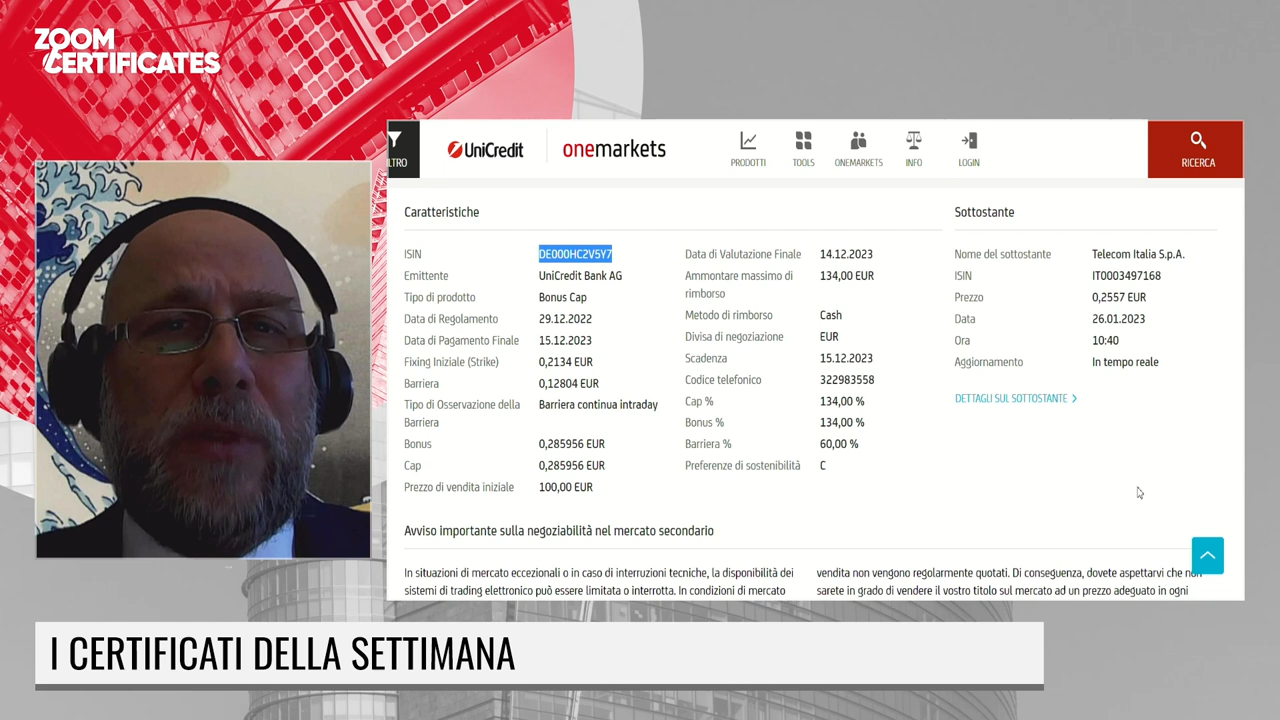 ZOOM
CERTIFICATES
LTRO
UniCredit
onemarkets
PRODOTTI
TOOLS
ONEMARKETS
INFO
LOGIN
RICERCA
Caratteristiche
ISIN DE000HC2V5Y7
Emittente UniCredit Bank AG
Tipo di prodotto Bonus Cap
Data di Regolamento 29.12.2022
Data di Pagamento Finale 15.12.2023
Fixing Iniziale (Strike) 0,2134 EUR
Barriera 0,12804 EUR
Tipo di Osservazione della Barriera continua intraday
Barriera
Bonus 0,285956 EUR
Cap 0,285956 EUR
Prezzo di vendita iniziale 100,00 EUR
Data di Valutazione Finale 14.12.2023
Ammontare massimo di 134,00 EUR
rimborso
Metodo di rimborso Cash
Divisa di negoziazione EUR
Scadenza 15.12.2023
Codice telefonico 322983558
Cap % 134,00 %
Bonus % 134,00 %
Barriera % 60,00 %
Preferenze di sostenibilità C
Sottostante
Nome del sottostante Telecom Italia S.p.A.
ISIN IT0003497168
Prezzo 0,2557 EUR
Data 26.01.2023
Ora 10:40
Aggiornamento In tempo reale
DETTAGLI SUL SOTTOSTANTE
Avviso importante sulla negoziabilità nel mercato secondario
In situazioni di mercato eccezionali o in caso di interruzioni tecniche, la disponibilità dei
sistemi di trading elettronico può essere limitata o interrotta. In condizioni di mercato
vendita non vengono regolarmente quotati. Di conseguenza, dovete aspettarvi che non
sarete in grado di vendere il vostro titolo sul mercato ad un prezzo adeguato in ogni
I CERTIFICATI DELLA SETTIMANA